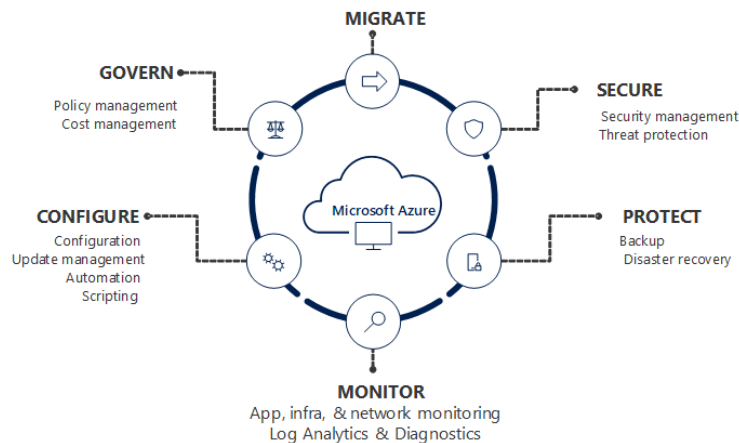 MIGRATE
GOVERN
Policy management
Cost management
SECURE
Security management
Threat protection
Microsoft Azure
CONFIGURE
Configuration
Update management
Automation
Scripting
PROTECT
Backup
Disaster recovery
MONITOR
App, infra, & network monitoring
Log Analytics & Diagnostics